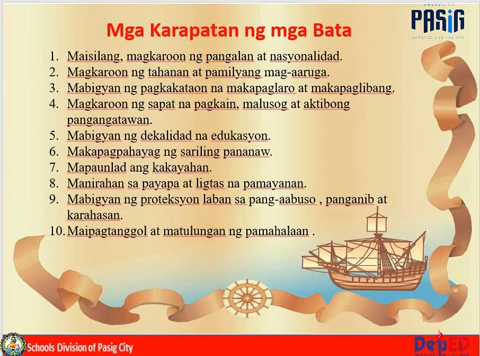 PASIG
Mga Karapatan ng mga Bata
1. Maisilang, magkaroon ng pangalan at nasyonalidad.
2. Magkaroon ng tahanan at pamilyang mag-aaruga.
3. Mabigyan ng pagkakataon na makapaglaro at makapaglibang.
4. Magkaroon ng sapat na pagkain, malusog at aktibong
pangangatawan.
5. Mabigyan ng dekalidad na edukasyon.
6. Makapagpahayag ng sariling pananaw.
7. Mapaunlad ang kakayahan.
8. Manirahan sa payapa at ligtas na pamayanan.
9. Mabigyan ng proteksyon laban sa pang-aabuso , panganib at
karahasan.
10. Maipagtanggol at matulungan ng pamahalaan .
Schools Division of Pasig City
DepED